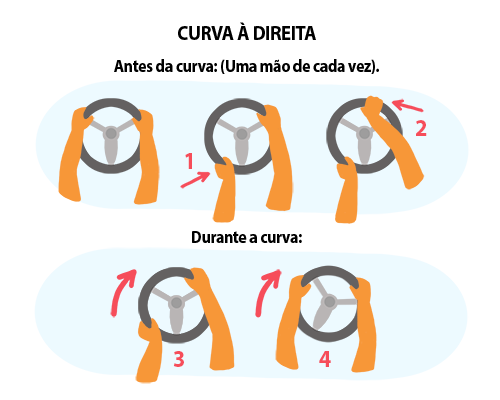 CURVA À DIREITA
Antes da curva: (Uma mão de cada vez).
1
2
Durante a curva:
3
4